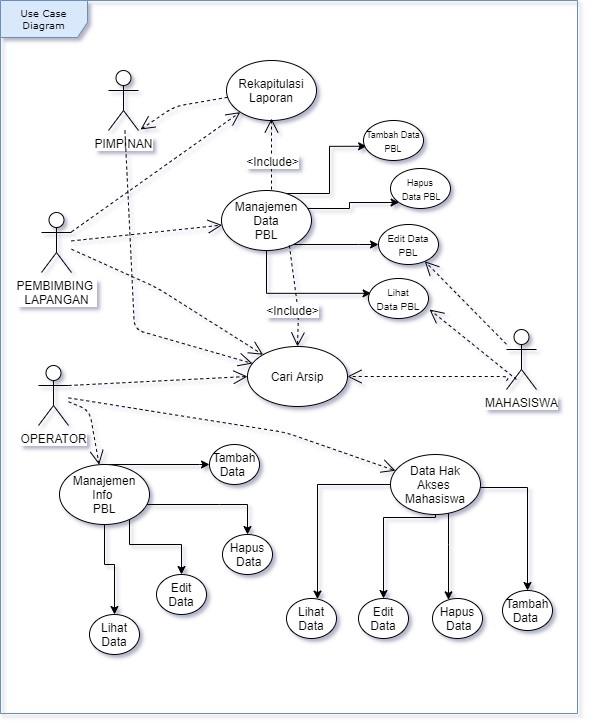 Use Case
Diagram
Rekapitulasi
Laporan
PIMPINAN
Tambah Data
PBL
<Include>
Hapus
Data PBL
Manajemen
Data
PBL
Edit Data
PBL
PEMBIMBING
LAPANGAN
Lihat
Data PBL
<Include>
Cari Arsip
MAHASISWA
OPERATOR
Tambah
Data
Manajemen
Info
PBL
Data Hak
Akses
Mahasiswa
Hapus
Data
Edit
Data
Lihat
Data
Lihat
Data
Edit
Data
Hapus
Data
Tambah
Data